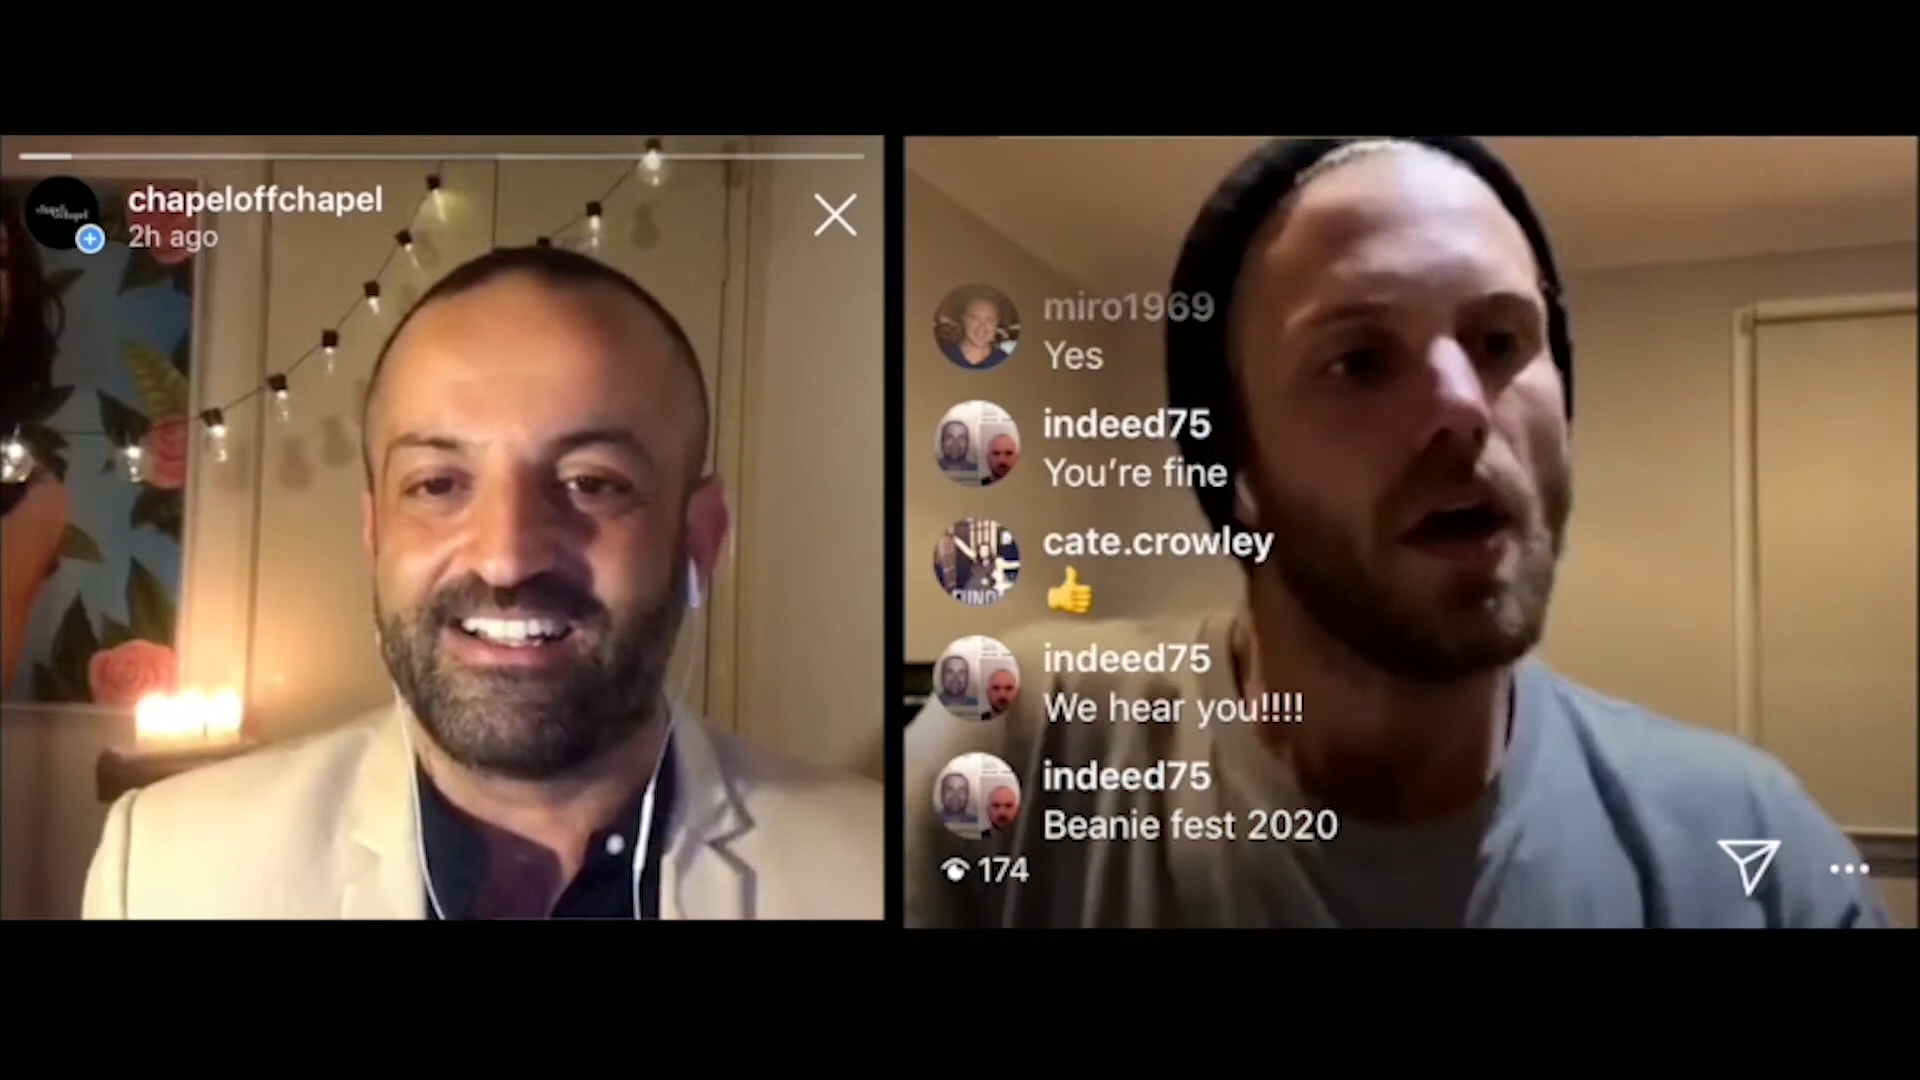 chapeloffchapel
2h ago
miro1969
Yes
indeed75
You're fine
cate.crowley
FUND
indeed75
We hear you!!!!
indeed75
Beanie fest 2020
174